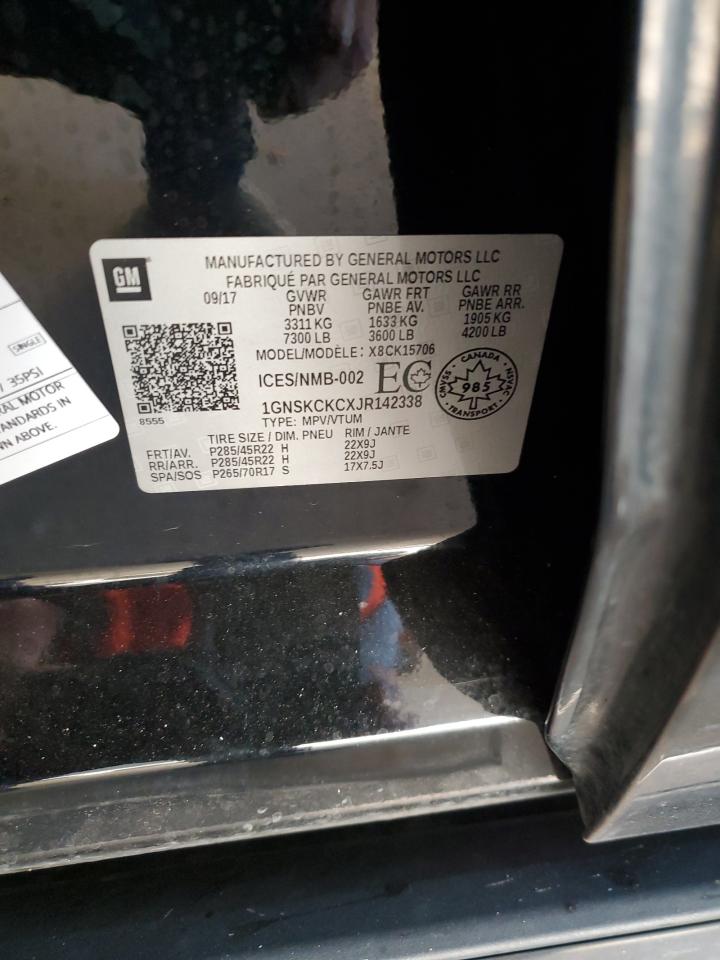 GM
MANUFACTURED BY GENERAL MOTORS LLC
FABRIQUÉ PAR GENERAL MOTORS LLC
09/17 GVWR GAWR FRT GAWR RR
PNBV PNBE AV. PNBE ARR.
3311 KG 1633 KG 1905 KG
7300 LB 3600 LB 4200 LB
MODEL/MODÈLE: X8CK15706
ICES/NMB-002 EC
CANADA
CMVSS 985 NSVAC
TRANSPORT
8555
1GNSKCKCXJR142338
TYPE: MPV/VTUM
TIRE SIZE / DIM. PNEU RIM / JANTE
FRT/AV. P285/45R22 H 22X9J
RR/ARR. P285/45R22 H 22X9J
SPA/SOS P265/70R17 S 17X7.5J
SINGLE
35PSI
MOTOR
STANDARDS IN
ABOVE.